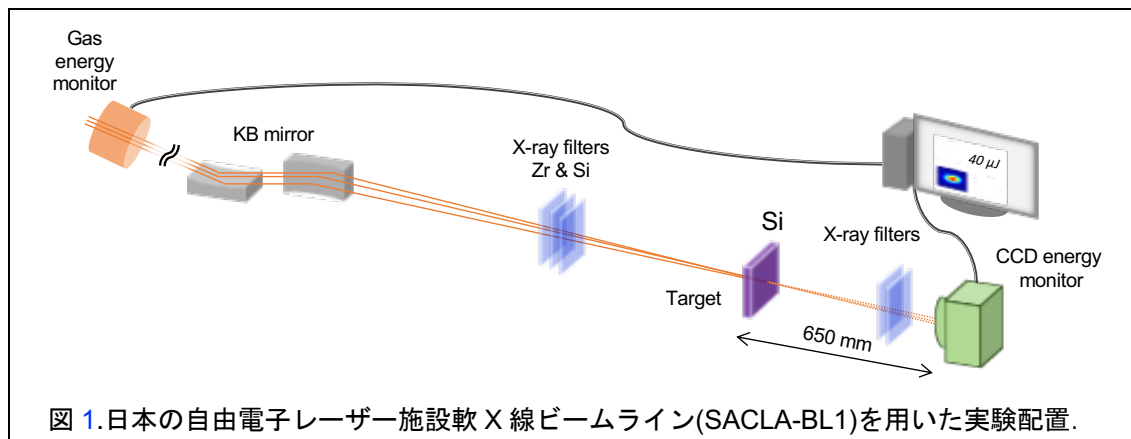 Gas
energy
monitor
KB mirror
X-ray filters
Zr & Si
Si
Target
X-ray filters
40 μJ
CCD energy
monitor
650 mm
図 1.日本の自由電子レーザー施設軟 X 線ビームライン(SACLA-BL1)を用いた実験配置.